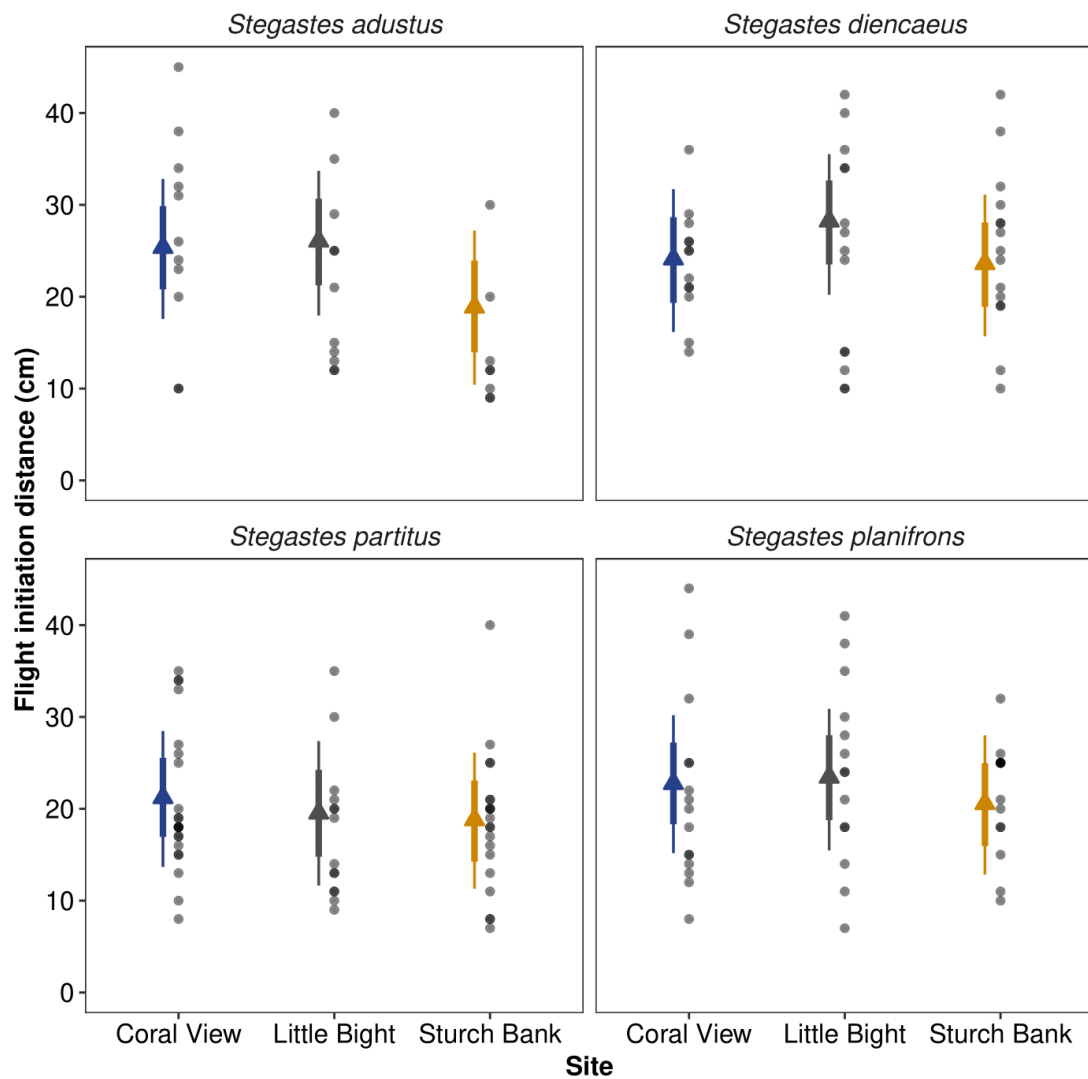 Stegastes adustus
Stegastes diencaeus
40
30
20
10
0
Stegastes partitus
Stegastes planifrons
40
30
20
10
0
Flight initiation distance (cm)
Coral View Little Bight Sturch Bank
Coral View Little Bight Sturch Bank
Site